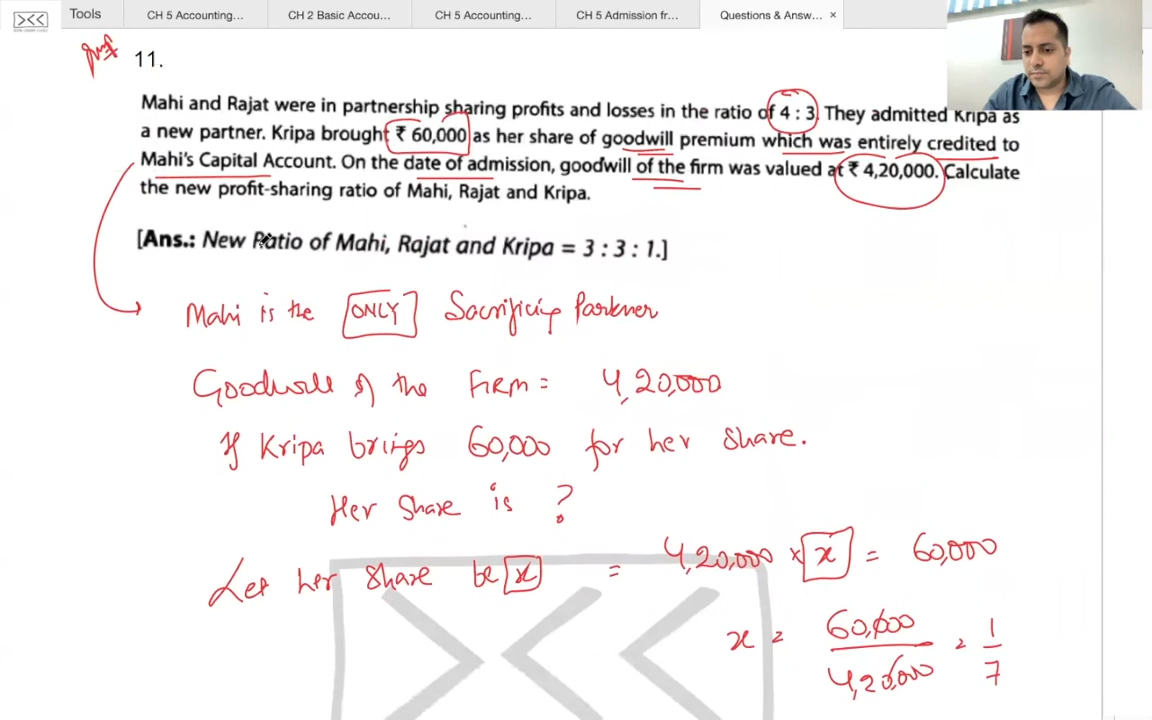 Tools CH 5 Accounting... CH 2 Basic Accou... CH 5 Accounting... CH 5 Admission fr... Questions & Answ... ×
11.
Mahi and Rajat were in partnership sharing profits and losses in the ratio of 4 : 3. They admitted Kripa as
a new partner. Kripa brought ₹ 60,000 as her share of goodwill premium which was entirely credited to
Mahi's Capital Account. On the date of admission, goodwill of the firm was valued at ₹ 4,20,000. Calculate
the new profit-sharing ratio of Mahi, Rajat and Kripa.
[Ans.: New Ratio of Mahi, Rajat and Kripa = 3 : 3 : 1.]
Mahi is the ONLY Sacrificing Partner
Goodwill of the Firm = 4,20,000
If Kripa brings 60,000 for her share.
Her share is ?
Let her share be x = 4,20,000 × x = 60,000
x = 60,000 / 4,20,000 = 1 / 7